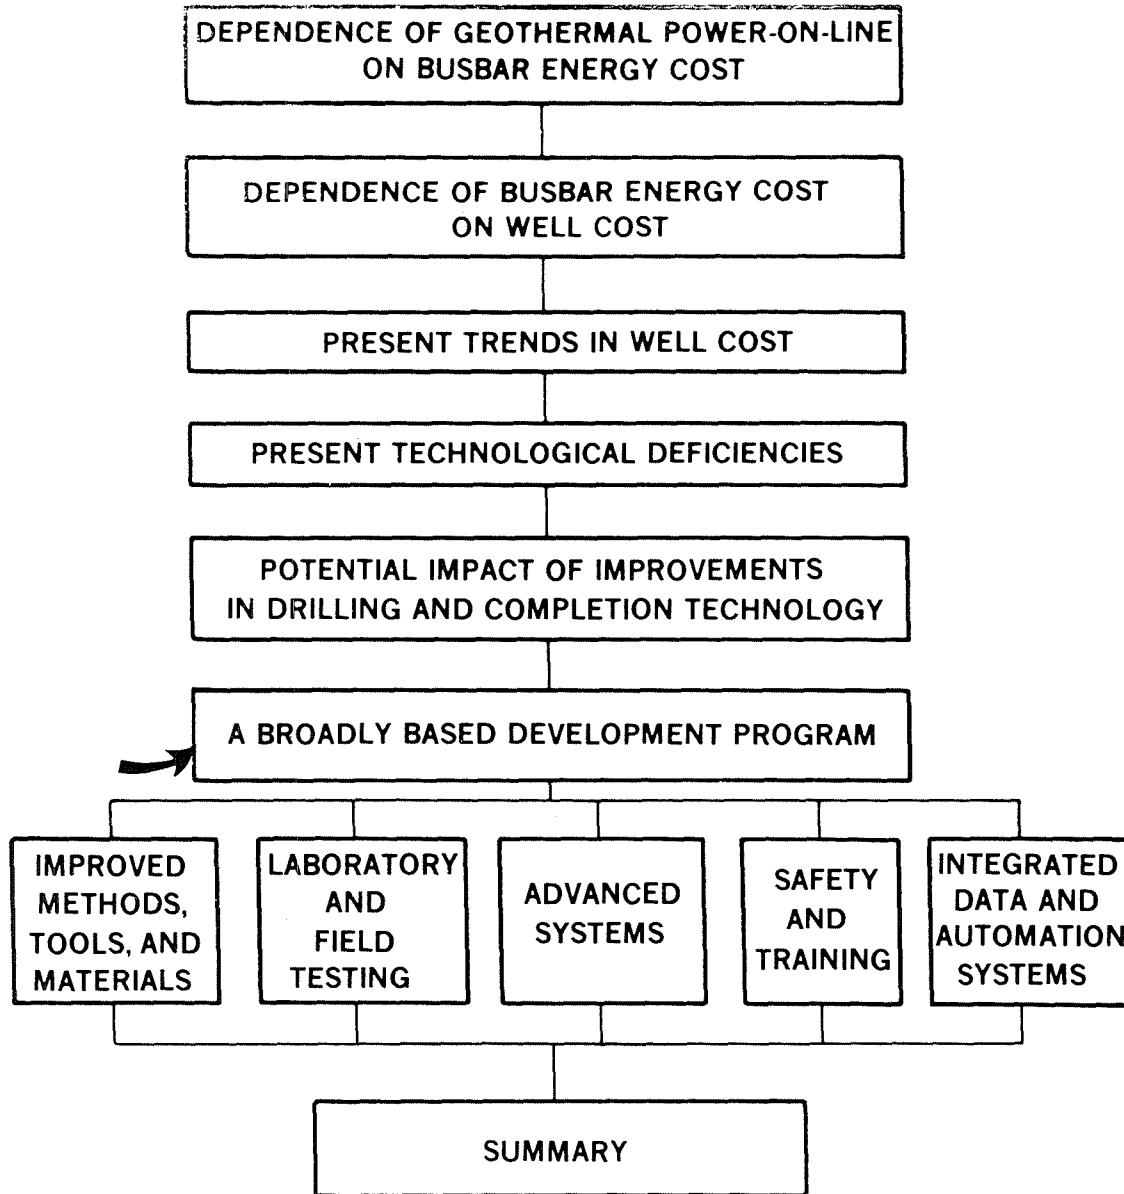 DEPENDENCE OF GEOTHERMAL POWER-ON-LINE
ON BUSBAR ENERGY COST
DEPENDENCE OF BUSBAR ENERGY COST
ON WELL COST
PRESENT TRENDS IN WELL COST
PRESENT TECHNOLOGICAL DEFICIENCIES
POTENTIAL IMPACT OF IMPROVEMENTS
IN DRILLING AND COMPLETION TECHNOLOGY
A BROADLY BASED DEVELOPMENT PROGRAM
IMPROVED
METHODS,
TOOLS, AND
MATERIALS
LABORATORY
AND
FIELD
TESTING
ADVANCED
SYSTEMS
SAFETY
AND
TRAINING
INTEGRATED
DATA AND
AUTOMATION
SYSTEMS
SUMMARY